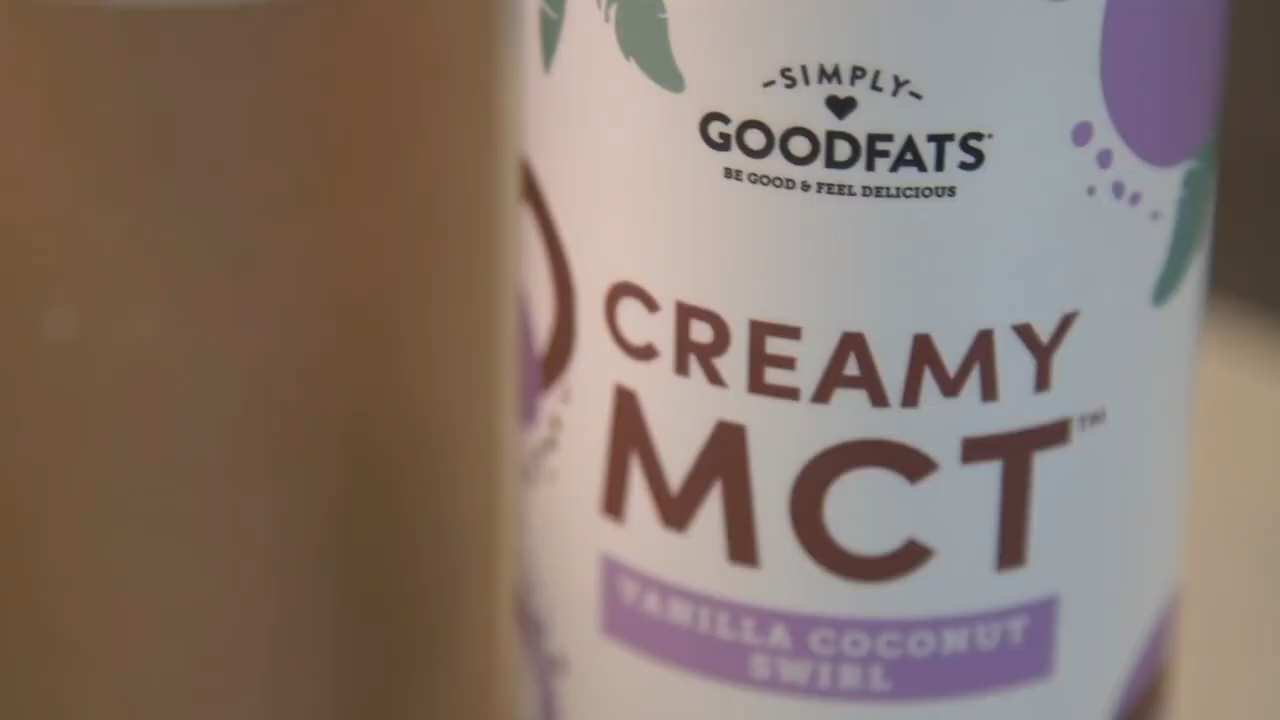 -SIMPLY-
GOODFATS
BE GOOD & FEEL DELICIOUS
CREAMY
MCT™
VANILLA COCONUT
SWIRL